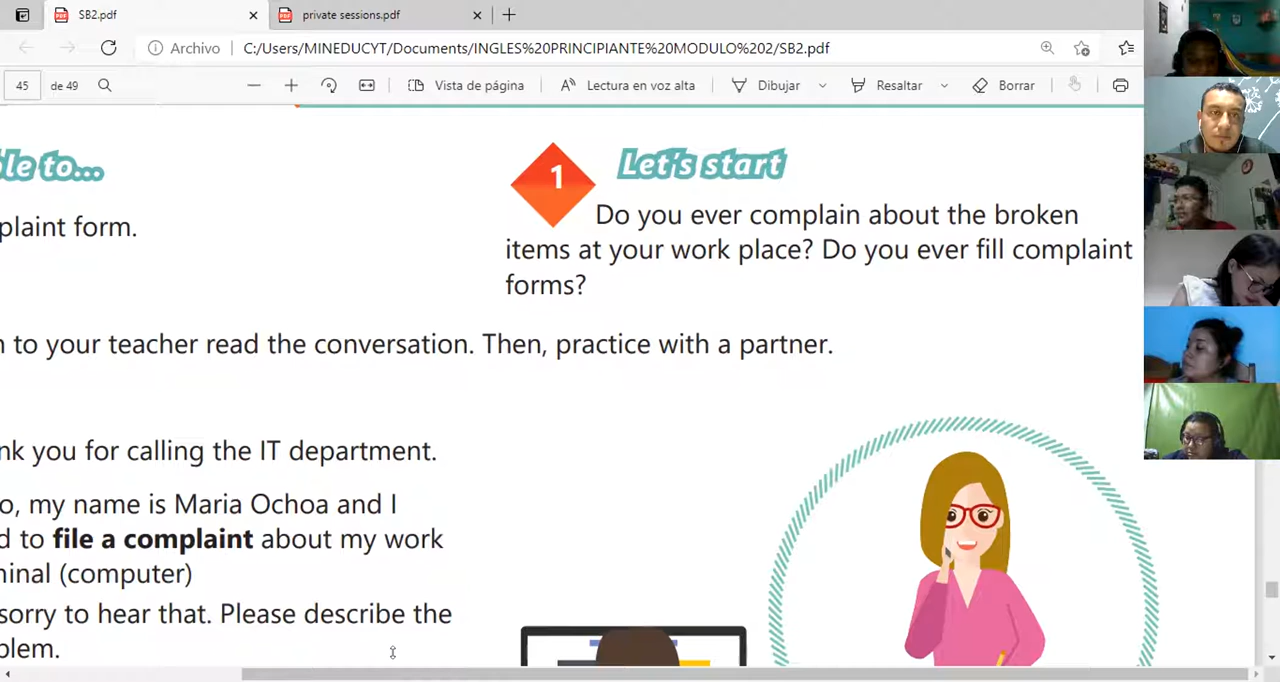 SB2.pdf
private sessions.pdf
Archivo
C:/Users/MINEDUCYT/Documents/INGLES%20PRINCIPIANTE%20MODULO%202/SB2.pdf
45 de 49
Vista de página
Lectura en voz alta
Dibujar
Resaltar
Borrar
le to...
plaint form.
1 Let's start
Do you ever complain about the broken
items at your work place? Do you ever fill complaint
forms?
n to your teacher read the conversation. Then, practice with a partner.
nk you for calling the IT department.
o, my name is Maria Ochoa and I
d to file a complaint about my work
minal (computer)
sorry to hear that. Please describe the
blem.